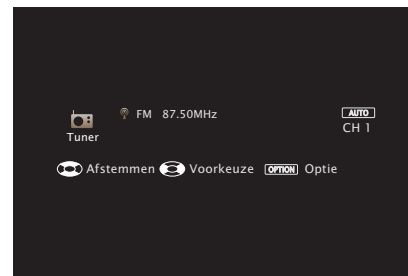 FM 87.50MHz
AUTO
CH 1
Tuner
Afstemmen Voorkeuze OPTION Optie